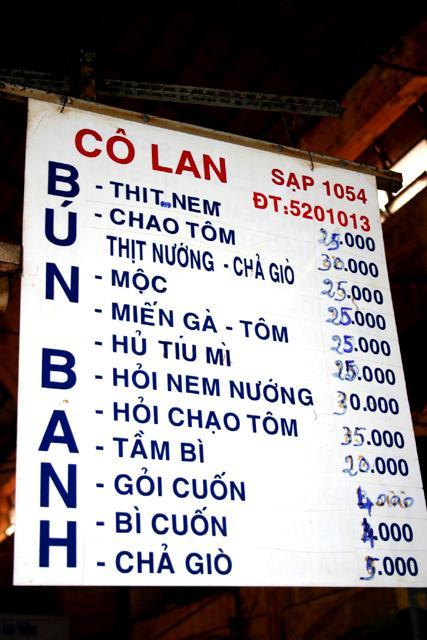 CÔ LAN
SẠP 1054
ĐT:5201013
BÚN
BANH
- THIT NEM 25.000
- CHAO TÔM 30.000
THỊT NƯỚNG - CHẢ GIÒ 25.000
- MỘC 25.000
- MIẾN GÀ - TÔM 25.000
- HỦ TÍU MÌ 25.000
- HỎI NEM NƯỚNG 30.000
- HỎI CHẠO TÔM 35.000
- TẦM BÌ 20.000
- GỎI CUỐN 4.000
- BÌ CUỐN 4.000
- CHẢ GIÒ 5.000